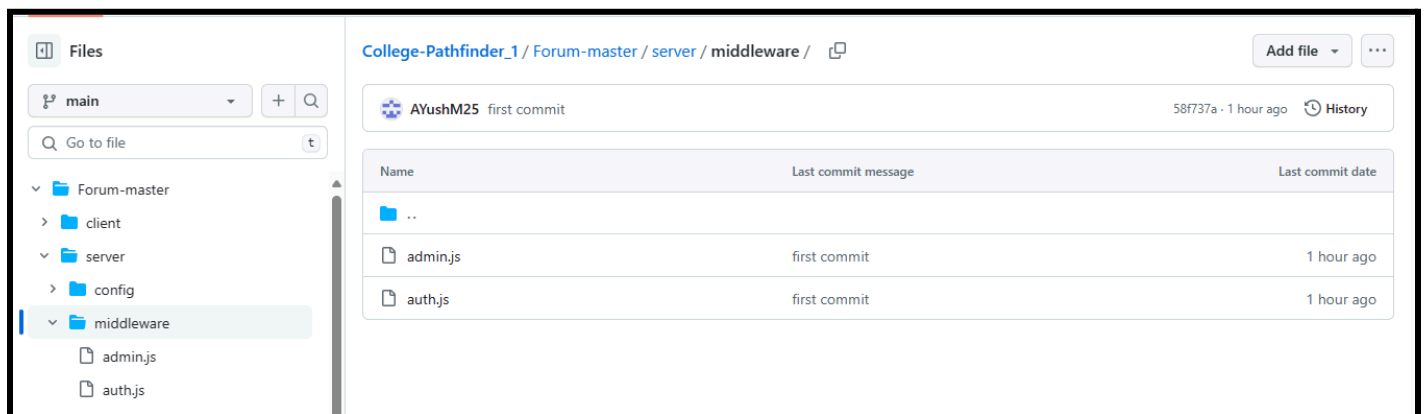 Files
main
Go to file
t
Forum-master
client
server
config
middleware
admin.js
auth.js
College-Pathfinder_1 / Forum-master / server / middleware /
Add file
AYushM25 first commit
58f737a · 1 hour ago
History
Name Last commit message Last commit date
..
admin.js first commit 1 hour ago
auth.js first commit 1 hour ago